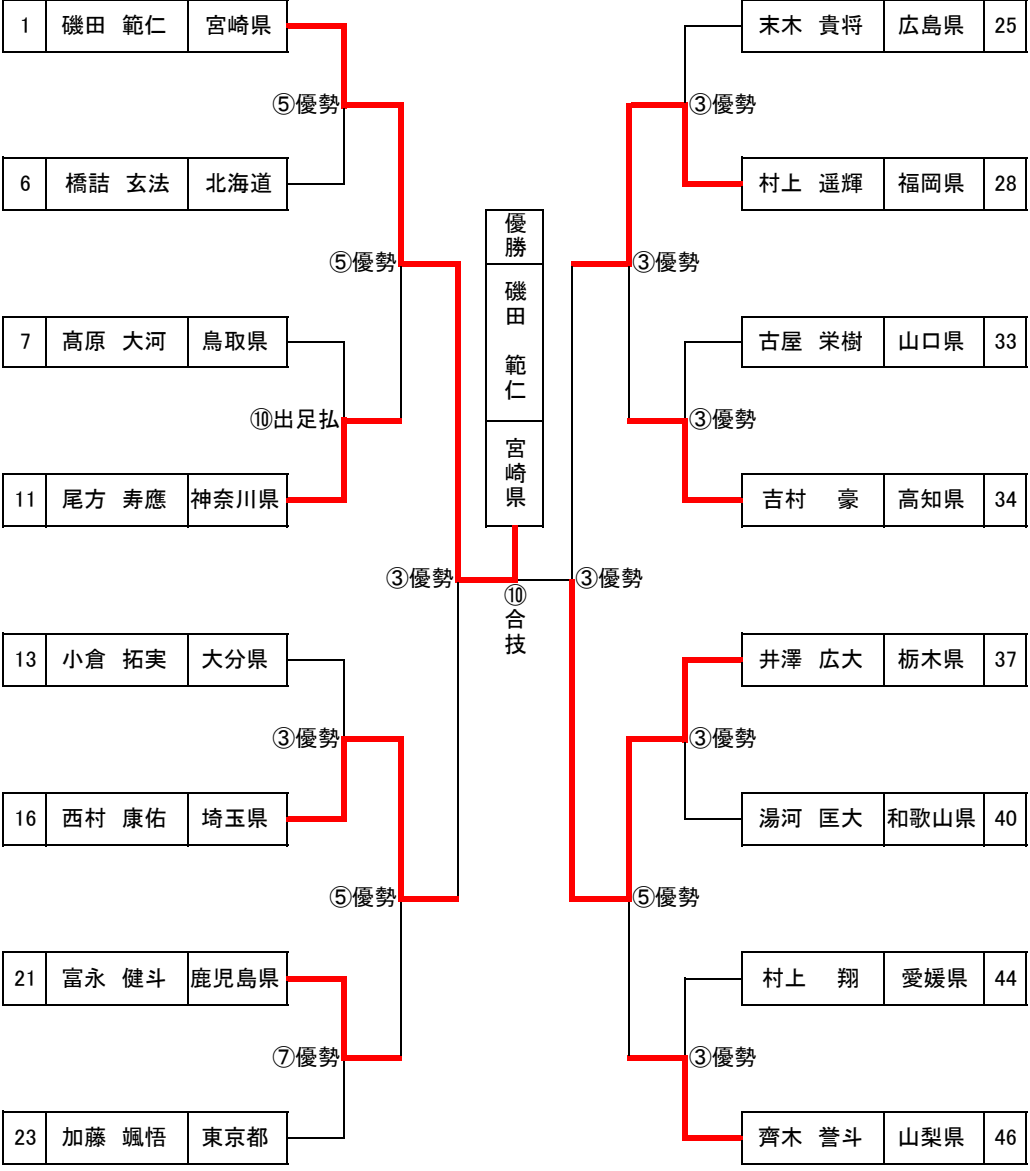 1 磯田 範仁 宮崎県
⑤優勢
6 橋詰 玄法 北海道
⑤優勢
7 髙原 大河 鳥取県
⑩出足払
11 尾方 寿應 神奈川県
③優勢
13 小倉 拓実 大分県
③優勢
16 西村 康佑 埼玉県
⑤優勢
21 富永 健斗 鹿児島県
⑦優勢
23 加藤 颯悟 東京都
優勝
磯田 範仁
宮崎県
⑩合技
末木 貴将 広島県 25
③優勢
村上 遥輝 福岡県 28
③優勢
古屋 栄樹 山口県 33
③優勢
吉村 豪 高知県 34
③優勢
井澤 広大 栃木県 37
③優勢
湯河 匡大 和歌山県 40
⑤優勢
村上 翔 愛媛県 44
③優勢
齊木 誉斗 山梨県 46